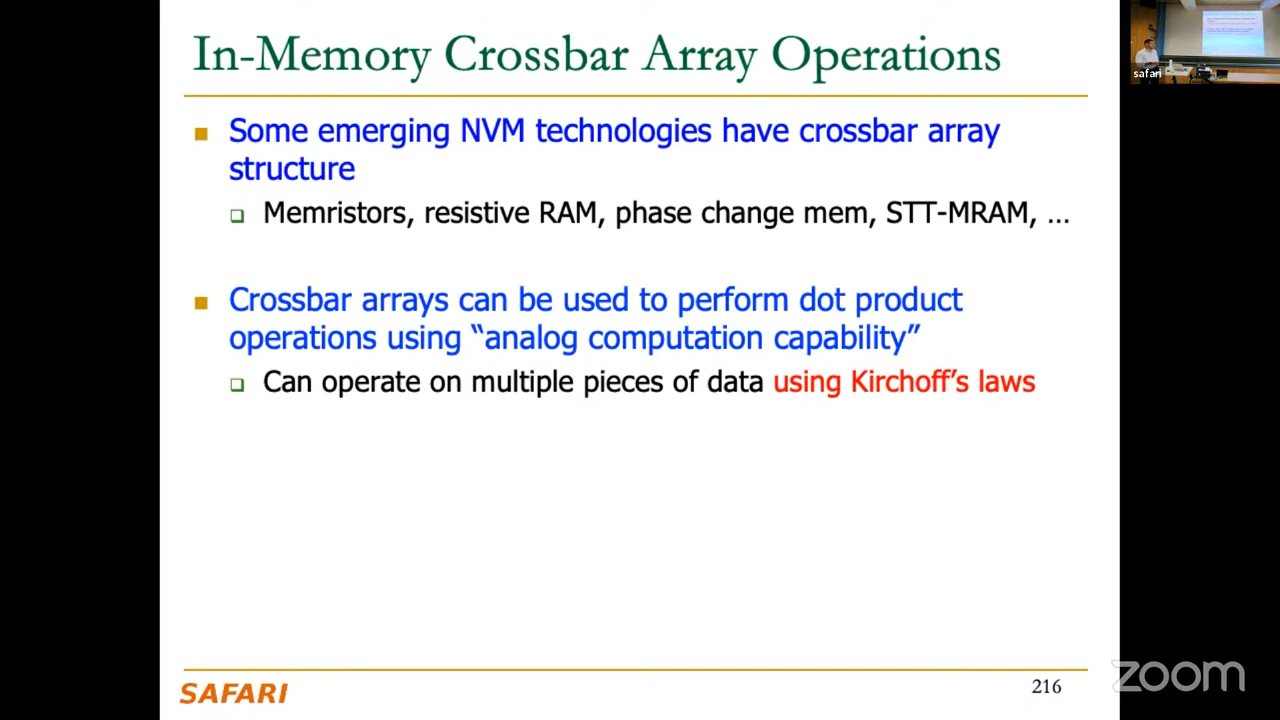 In-Memory Crossbar Array Operations
Some emerging NVM technologies have crossbar array
structure
Memristors, resistive RAM, phase change mem, STT-MRAM, ...
Crossbar arrays can be used to perform dot product
operations using “analog computation capability”
Can operate on multiple pieces of data using Kirchoff’s laws
SAFARI
216
safari
zoom